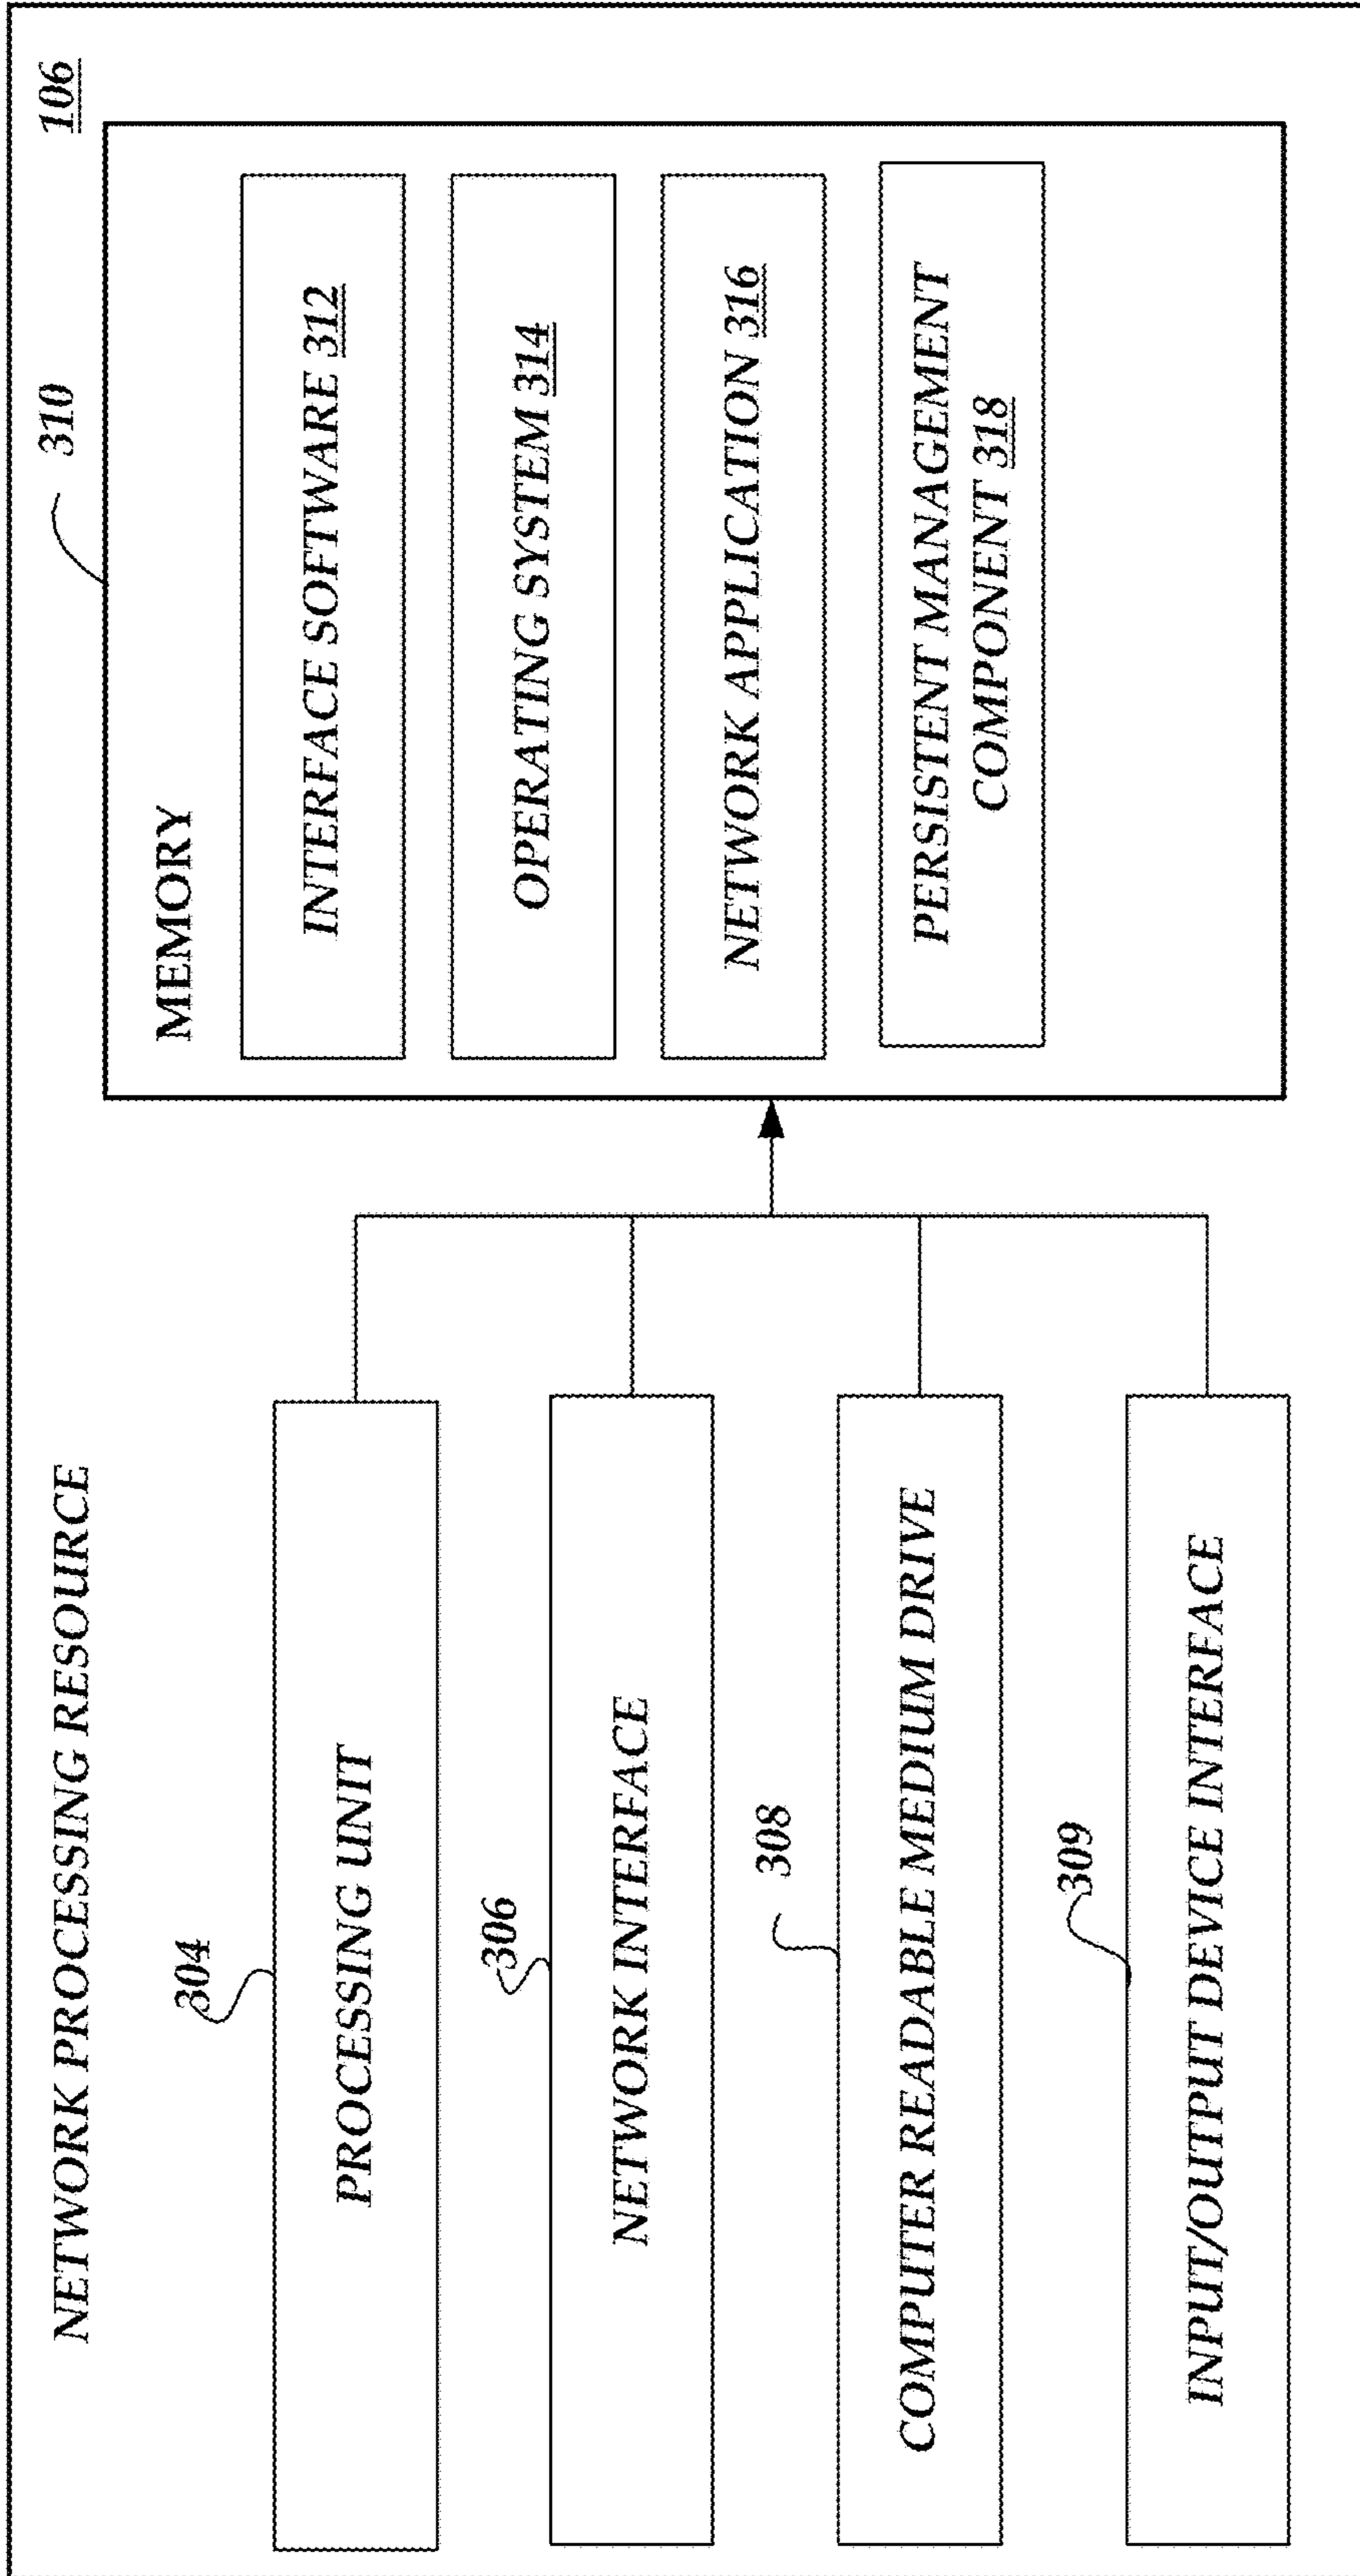 NETWORK PROCESSING RESOURCE
106
304
PROCESSING UNIT
306
NETWORK INTERFACE
308
COMPUTER READABLE MEDIUM DRIVE
309
INPUT/OUTPUT DEVICE INTERFACE
310
MEMORY
INTERFACE SOFTWARE 312
OPERATING SYSTEM 314
NETWORK APPLICATION 316
PERSISTENT MANAGEMENT
COMPONENT 318